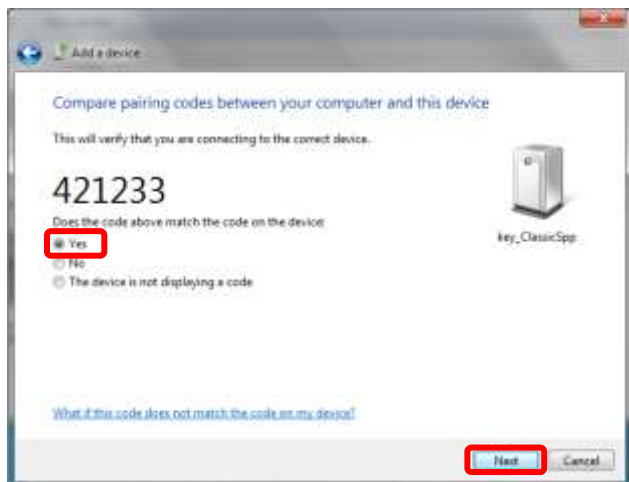 Add a device
Compare pairing codes between your computer and this device
This will verify that you are connecting to the correct device.
421233
Does the code above match the code on the device:
key_ClassicSpp
Yes
No
The device is not displaying a code
What if this code does not match the code on my device?
Next
Cancel